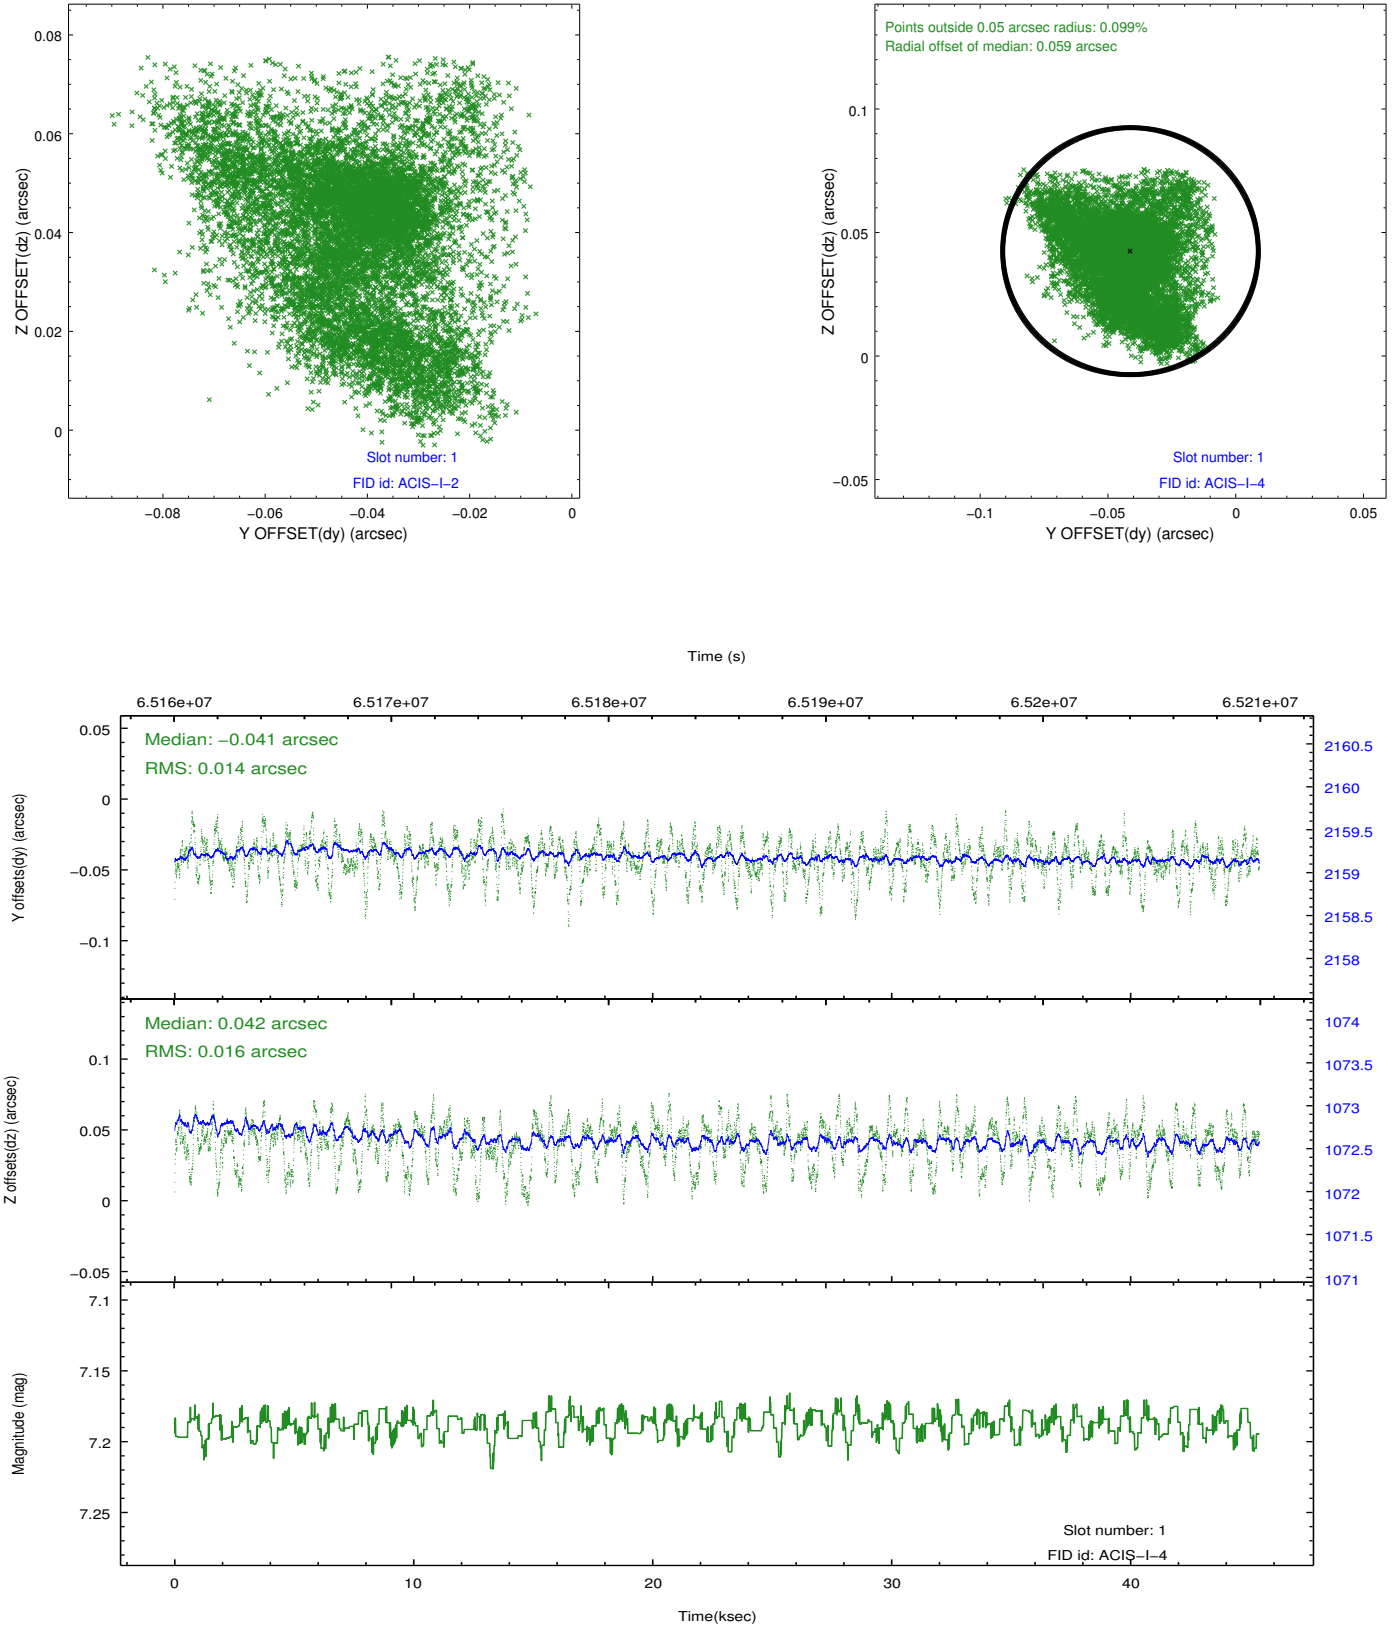 0.08
0.06
0.04
0.02
0
Z OFFSET(dz) (arcsec)
Slot number: 1
FID id: ACIS−I−2
−0.08 −0.06 −0.04 −0.02 0
Y OFFSET(dy) (arcsec)
Points outside 0.05 arcsec radius: 0.099%
Radial offset of median: 0.059 arcsec
0.1
0.05
0
−0.05
Z OFFSET(dz) (arcsec)
Slot number: 1
FID id: ACIS−I−4
−0.1 −0.05 0 0.05
Y OFFSET(dy) (arcsec)
Time (s)
6.516e+07 6.517e+07 6.518e+07 6.519e+07 6.52e+07 6.521e+07
Median: −0.041 arcsec
RMS: 0.014 arcsec
0.05
0
−0.05
−0.1
Y offsets(dy) (arcsec)
2160.5
2160
2159.5
2159
2158.5
2158
Median: 0.042 arcsec
RMS: 0.016 arcsec
0.1
0.05
0
−0.05
Z offsets(dz) (arcsec)
1074
1073.5
1073
1072.5
1072
1071.5
1071
7.1
7.15
7.2
7.25
Magnitude (mag)
Slot number: 1
FID id: ACIS−I−4
0 10 20 30 40
Time(ksec)